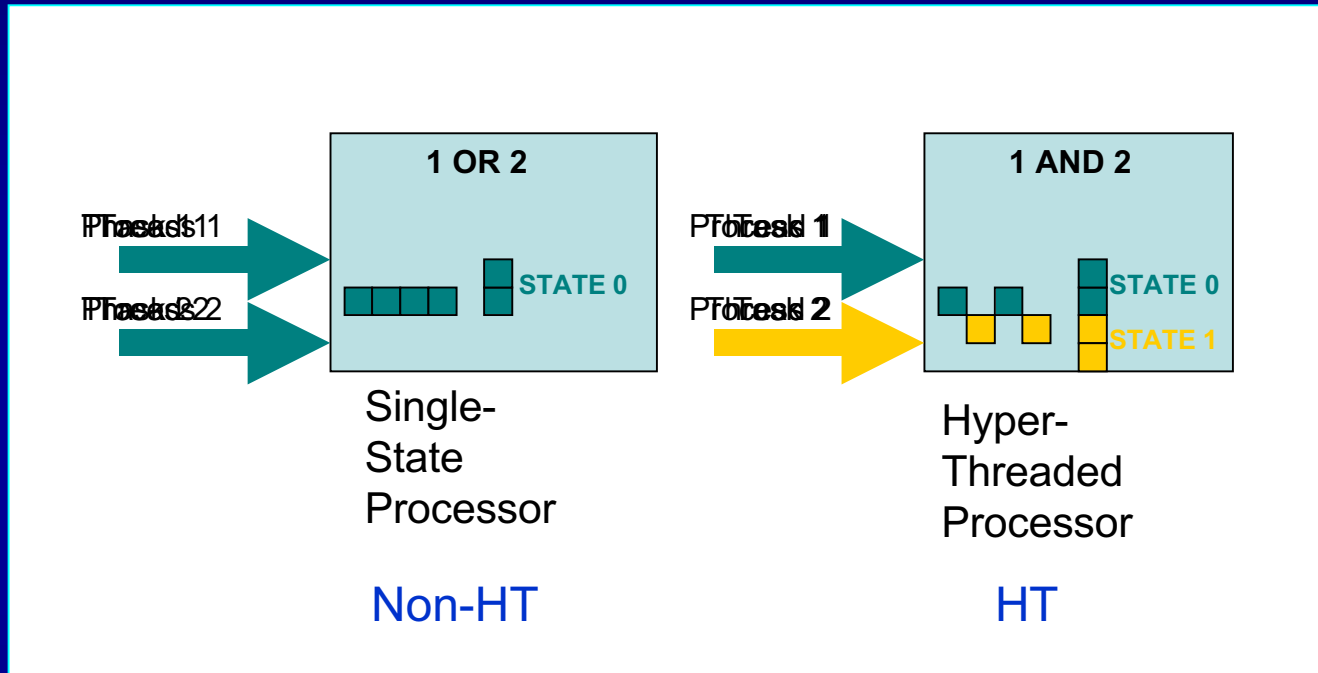 1 OR 2
STATE 0
Single-
State
Processor
Non-HT
1 AND 2
STATE 0
STATE 1
Hyper-
Threaded
Processor
HT